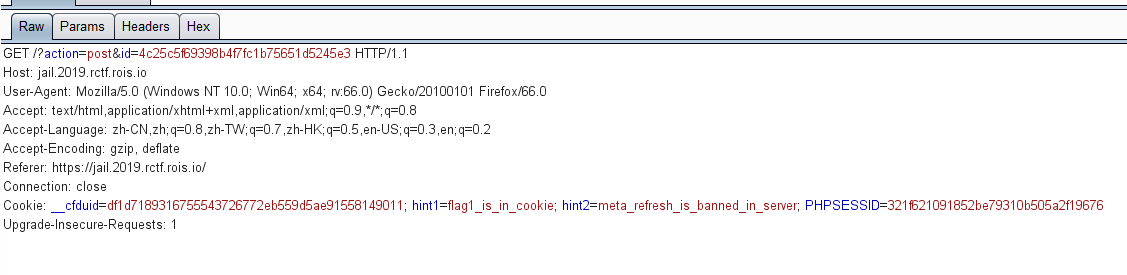 Raw Params Headers Hex
GET /?action=post&id=4c25c5f69398b4f7fc1b75651d5245e3 HTTP/1.1
Host: jail.2019.rctf.rois.io
User-Agent: Mozilla/5.0 (Windows NT 10.0; Win64; x64; rv:66.0) Gecko/20100101 Firefox/66.0
Accept: text/html,application/xhtml+xml,application/xml;q=0.9,*/*;q=0.8
Accept-Language: zh-CN,zh;q=0.8,zh-TW;q=0.7,zh-HK;q=0.5,en-US;q=0.3,en;q=0.2
Accept-Encoding: gzip, deflate
Referer: https://jail.2019.rctf.rois.io/
Connection: close
Cookie: __cfduid=df1d7189316755543726772eb559d5ae91558149011; hint1=flag1_is_in_cookie; hint2=meta_refresh_is_banned_in_server; PHPSESSID=321f621091852be79310b505a2f19676
Upgrade-Insecure-Requests: 1